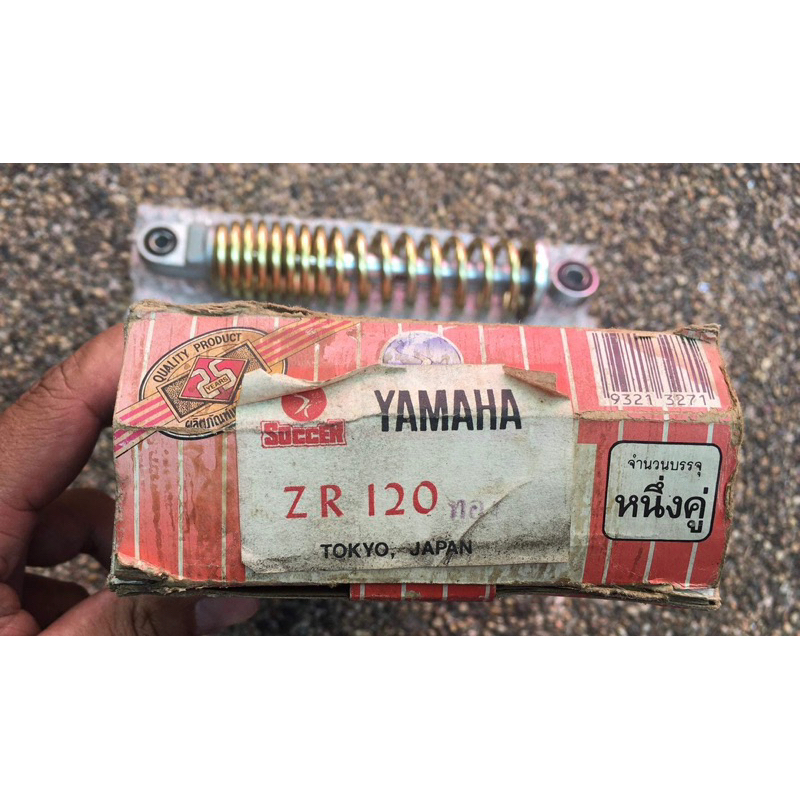 QUALITY PRODUCT
25
YEARS
SOCCER
YAMAHA
ZR 120
TOKYO, JAPAN
9321 3271
จำนวนบรรจุ
หนึ่งคู่